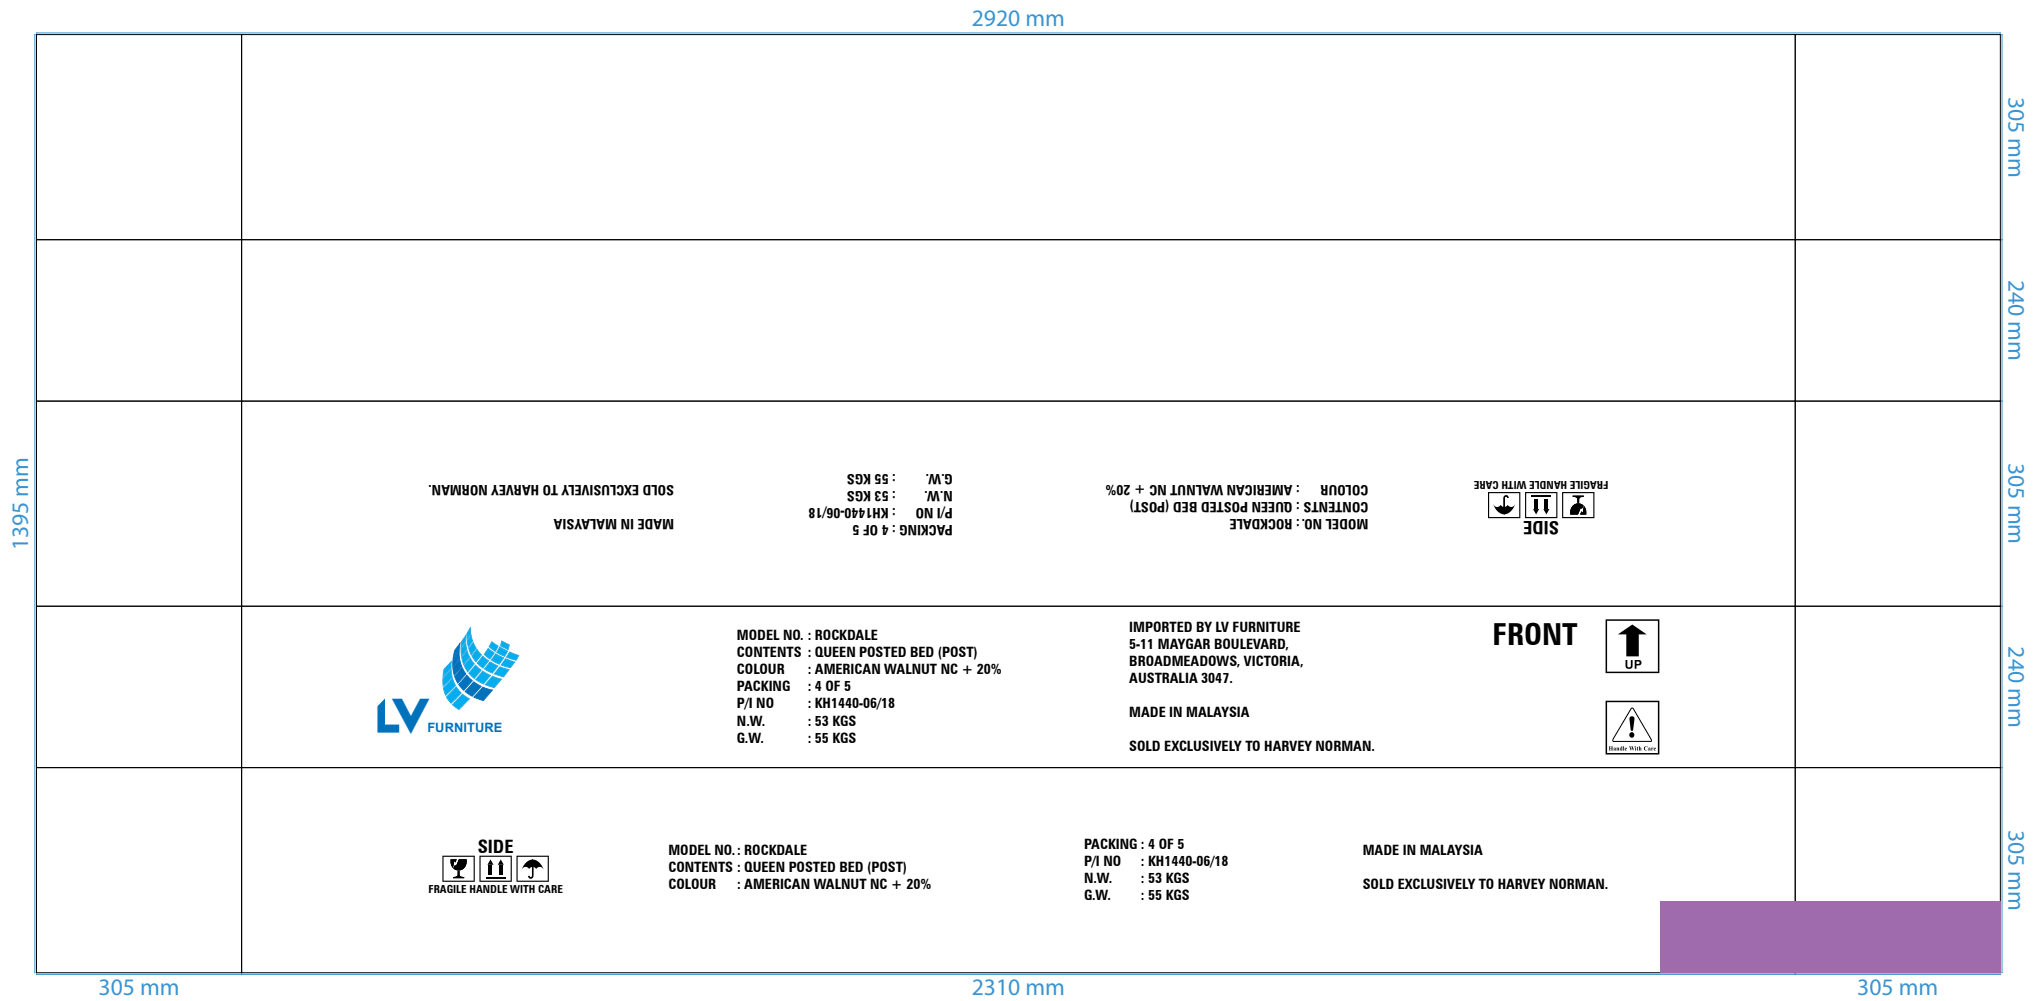 2920 mm
305 mm
240 mm
1395 mm
305 mm
SOLD EXCLUSIVELY TO HARVEY NORMAN.
MADE IN MALAYSIA
G.W. : 55 KGS
N.W. : 53 KGS
P/I NO : KH1440-06/18
PACKING : 4 OF 5
COLOUR : AMERICAN WALNUT NC + 20%
CONTENTS : QUEEN POSTED BED (POST)
MODEL NO. : ROCKDALE
FRAGILE HANDLE WITH CARE
SIDE
LV FURNITURE
MODEL NO. : ROCKDALE
CONTENTS : QUEEN POSTED BED (POST)
COLOUR : AMERICAN WALNUT NC + 20%
PACKING : 4 OF 5
P/I NO : KH1440-06/18
N.W. : 53 KGS
G.W. : 55 KGS
IMPORTED BY LV FURNITURE
5-11 MAYGAR BOULEVARD,
BROADMEADOWS, VICTORIA,
AUSTRALIA 3047.
MADE IN MALAYSIA
SOLD EXCLUSIVELY TO HARVEY NORMAN.
FRONT
UP
Handle With Care
240 mm
SIDE
FRAGILE HANDLE WITH CARE
MODEL NO. : ROCKDALE
CONTENTS : QUEEN POSTED BED (POST)
COLOUR : AMERICAN WALNUT NC + 20%
PACKING : 4 OF 5
P/I NO : KH1440-06/18
N.W. : 53 KGS
G.W. : 55 KGS
MADE IN MALAYSIA
SOLD EXCLUSIVELY TO HARVEY NORMAN.
305 mm
305 mm
2310 mm
305 mm